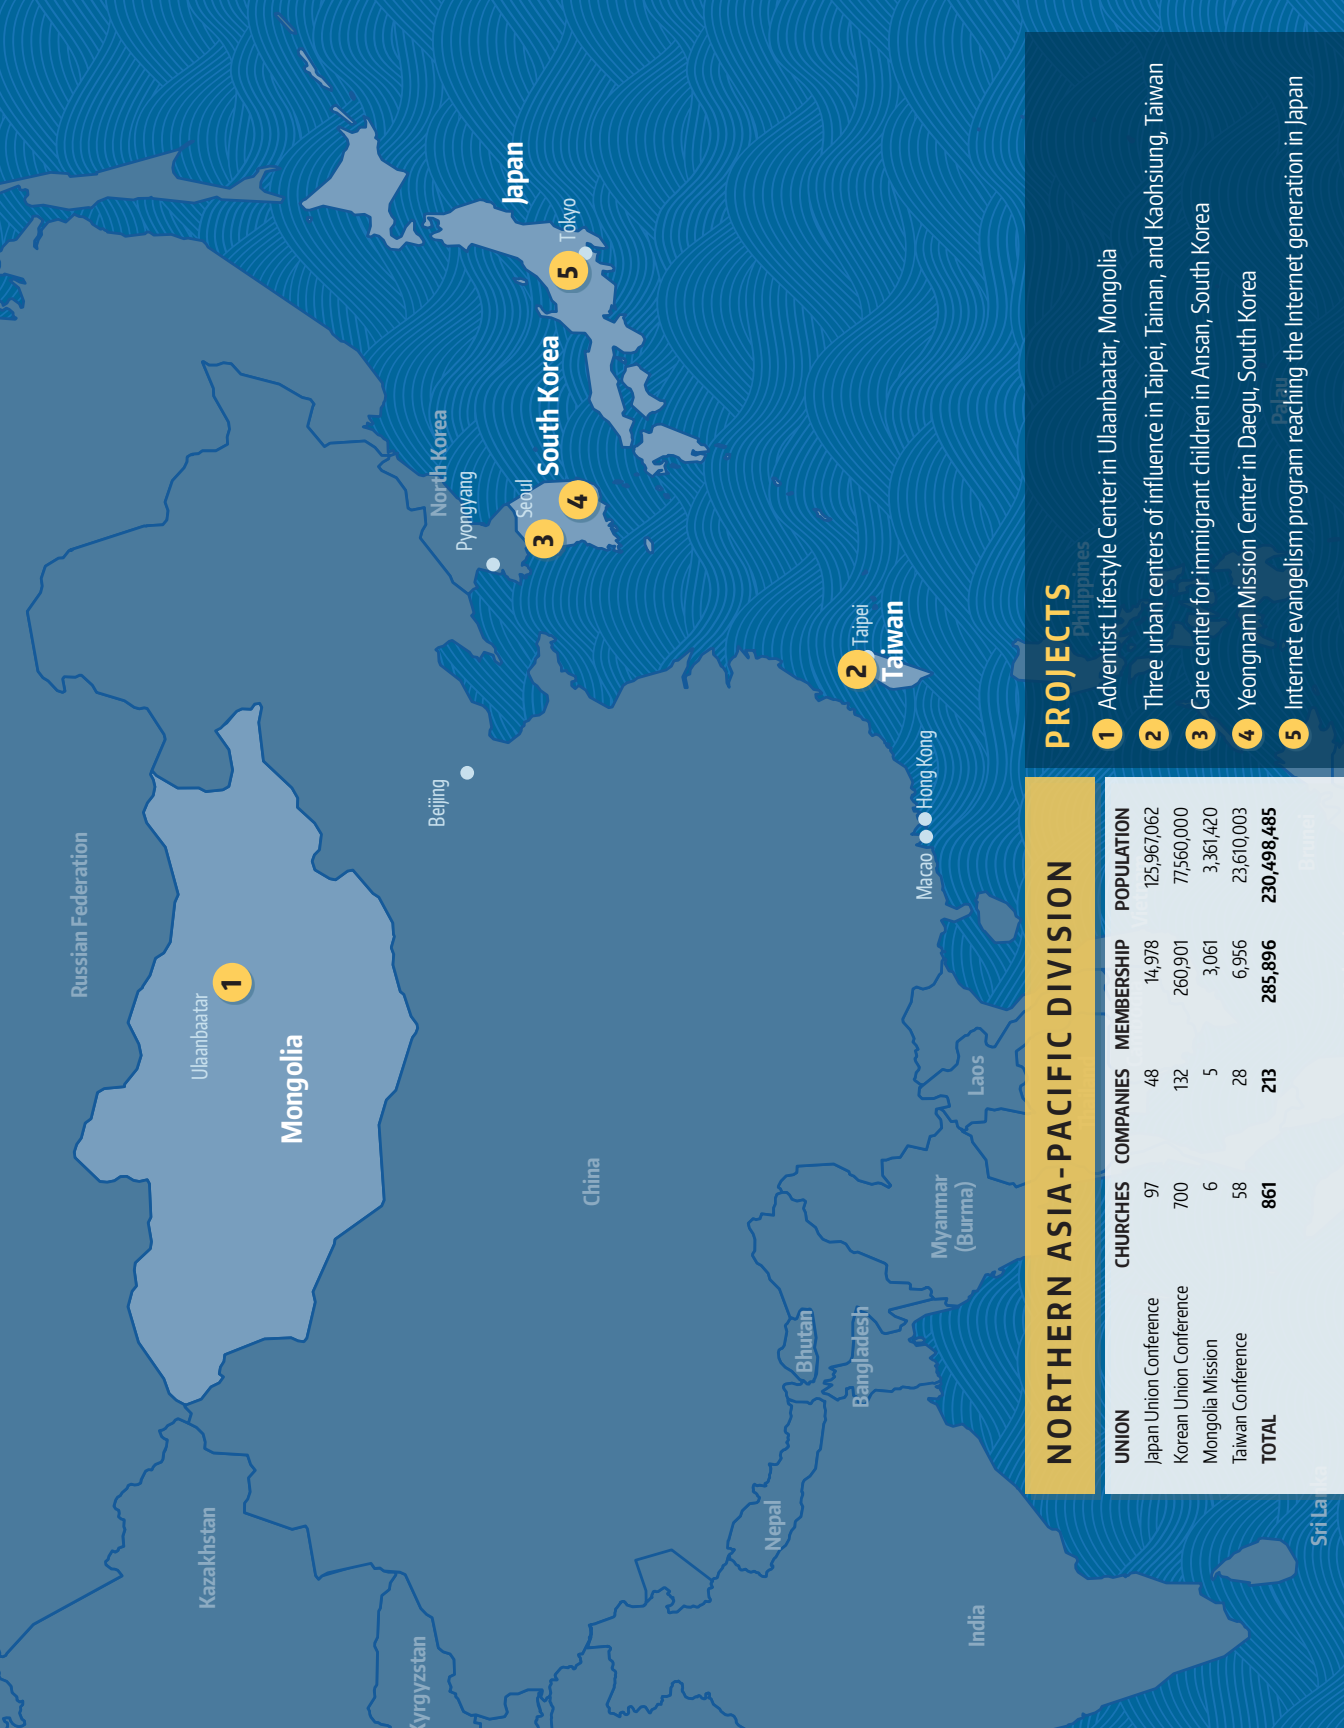 Russian Federation
Kazakhstan
Kyrgyzstan
Ulaanbaatar
1
Mongolia
Beijing
China
North Korea
Pyongyang
Seoul
South Korea
3
4
Japan
Tokyo
5
Taipei
2
Taiwan
Hong Kong
Macao
Laos
Myanmar
(Burma)
Bhutan
Bangladesh
Nepal
India
Sri Lanka
Philippines
Palau
Brunei
NORTHERN ASIA-PACIFIC DIVISION
UNION CHURCHES COMPANIES MEMBERSHIP POPULATION
Japan Union Conference 97 48 14,978 125,967,062
Korean Union Conference 700 132 260,901 77,560,000
Mongolia Mission 6 5 3,061 3,361,420
Taiwan Conference 58 28 6,956 23,610,003
TOTAL 861 213 285,896 230,498,485
PROJECTS
1 Adventist Lifestyle Center in Ulaanbaatar, Mongolia
2 Three urban centers of influence in Taipei, Tainan, and Kaohsiung, Taiwan
3 Care center for immigrant children in Ansan, South Korea
4 Yeongnam Mission Center in Daegu, South Korea
5 Internet evangelism program reaching the Internet generation in Japan